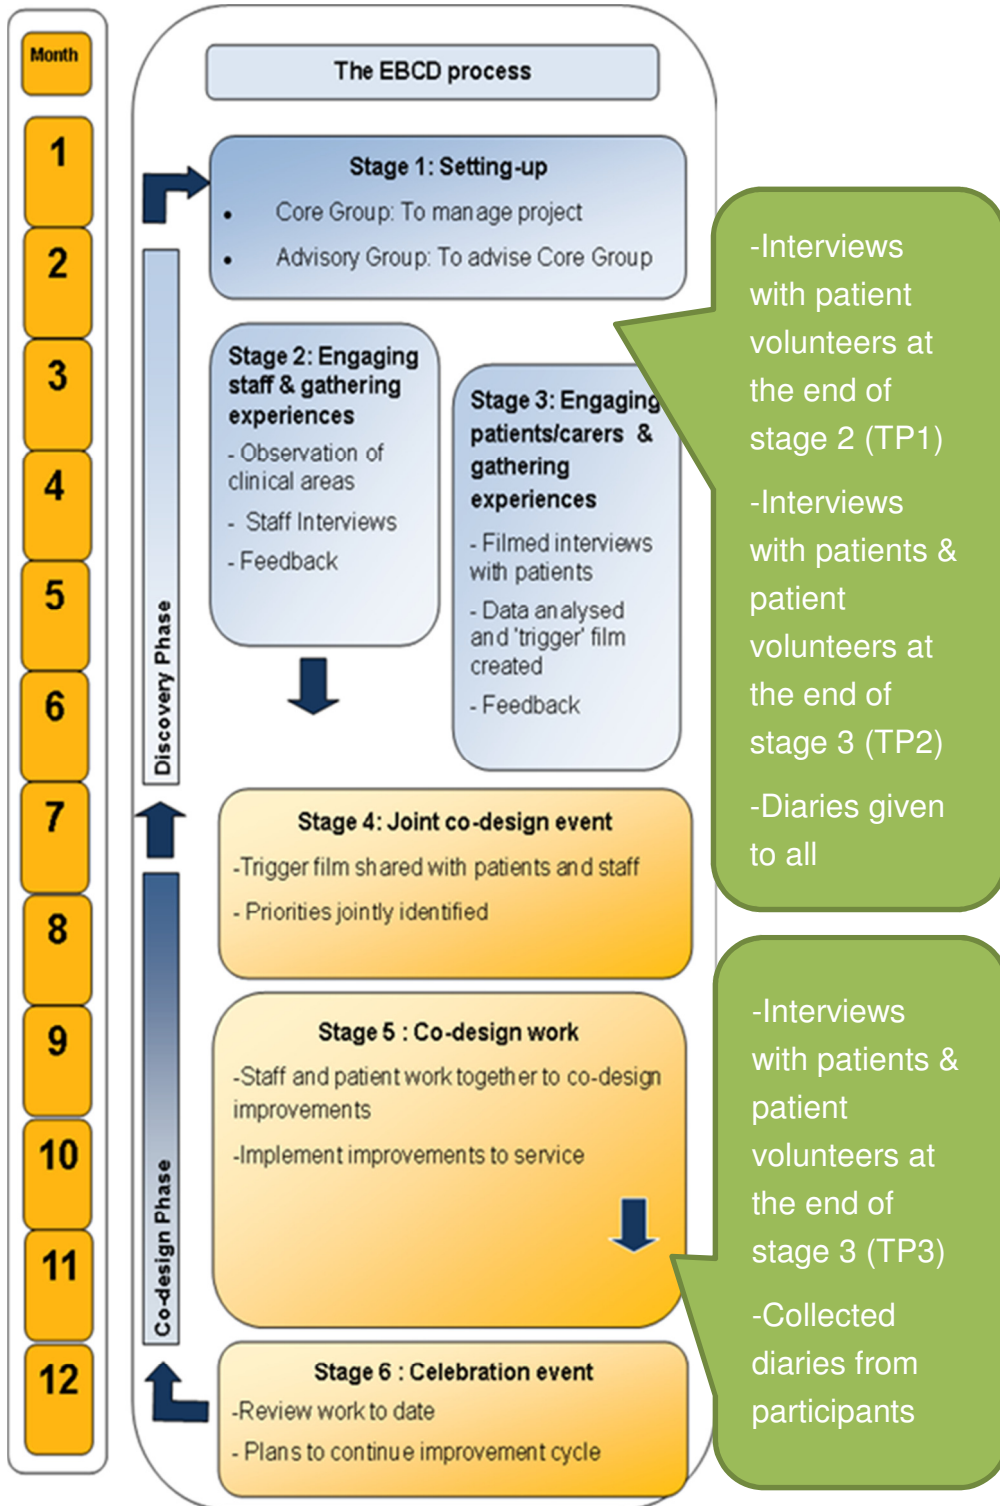 Month
1
2
3
4
5
6
7
8
9
10
11
12
The EBCD process
Discovery Phase
Co-design Phase
Stage 1: Setting-up
• Core Group: To manage project
• Advisory Group: To advise Core Group
Stage 2: Engaging
staff & gathering
experiences
- Observation of
clinical areas
- Staff Interviews
- Feedback
Stage 3: Engaging
patients/carers &
gathering
experiences
- Filmed interviews
with patients
- Data analysed
and 'trigger' film
created
- Feedback
Stage 4: Joint co-design event
-Trigger film shared with patients and staff
- Priorities jointly identified
Stage 5 : Co-design work
-Staff and patient work together to co-design
improvements
-Implement improvements to service
Stage 6 : Celebration event
-Review work to date
- Plans to continue improvement cycle
-Interviews
with patient
volunteers at
the end of
stage 2 (TP1)
-Interviews
with patients &
patient
volunteers at
the end of
stage 3 (TP2)
-Diaries given
to all
-Interviews
with patients &
patient
volunteers at
the end of
stage 3 (TP3)
-Collected
diaries from
participants